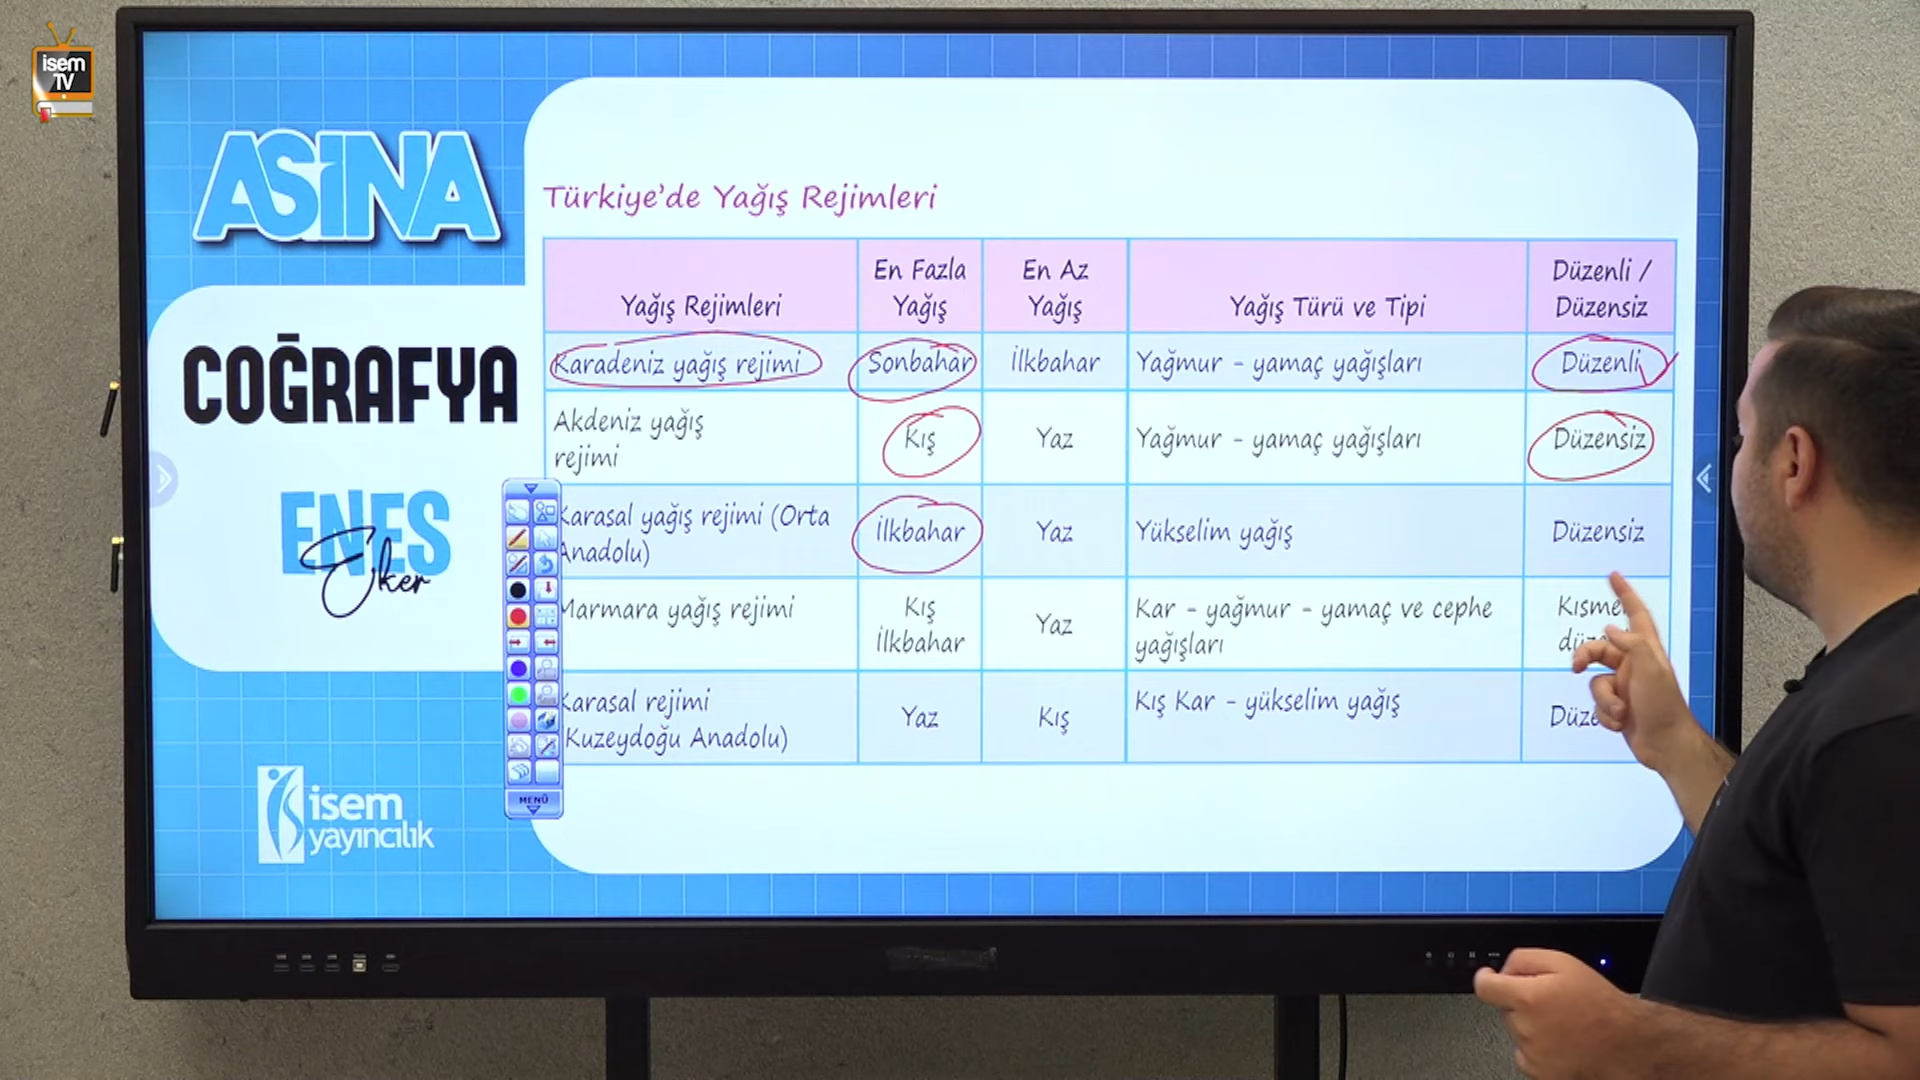 isem
TV
ASİNA
COĞRAFYA
ENES
Eker
isem
yayıncılık
Türkiye'de Yağış Rejimleri
Yağış Rejimleri
En Fazla
Yağış
En Az
Yağış
Yağış Türü ve Tipi
Düzenli /
Düzensiz
Karadeniz yağış rejimi
Sonbahar
İlkbahar
Yağmur - yamaç yağışları
Düzenli
Akdeniz yağış
rejimi
Kış
Yaz
Yağmur - yamaç yağışları
Düzensiz
Karasal yağış rejimi (Orta
Anadolu)
İlkbahar
Yaz
Yükselim yağış
Düzensiz
Marmara yağış rejimi
Kış
İlkbahar
Yaz
Kar - yağmur - yamaç ve cephe
yağışları
Karasal rejimi
Kuzeydoğu Anadolu)
Yaz
Kış
Kış Kar - yükselim yağış
MENÜ